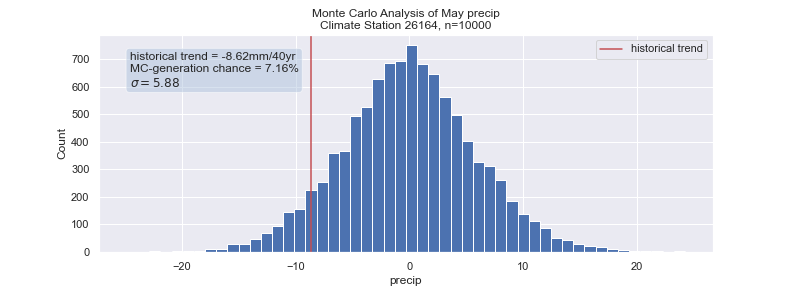 Monte Carlo Analysis of May precip
Climate Station 26164, n=10000
historical trend = -8.62mm/40yr
MC-generation chance = 7.16%
σ = 5.88
historical trend
Count
700
600
500
400
300
200
100
0
−20
−10
0
10
20
precip